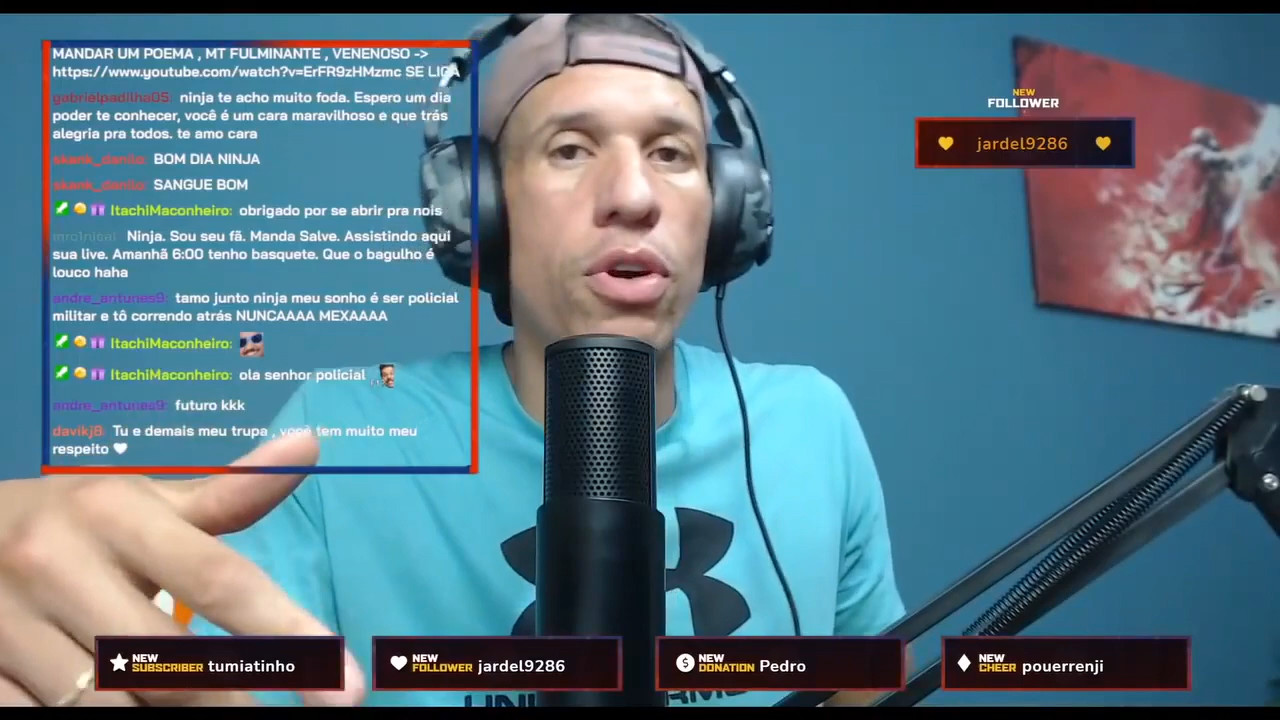 MANDAR UM POEMA , MT FULMINANTE , VENENOSO ->
https://www.youtube.com/watch?v=ErFR9zHMzmc SE LIGA
gabrielpadilha05: ninja te acho muito foda. Espero um dia
poder te conhecer, você é um cara maravilhoso e que trás
alegria pra todos. te amo cara
skank_danilo: BOM DIA NINJA
skank_danilo: SANGUE BOM
ItachiMaconheiro: obrigado por se abrir pra nois
Ninja. Sou seu fã. Manda Salve. Assistindo aqui
sua live. Amanhã 6:00 tenho basquete. Que o bagulho é
louco haha
andre_antunes9: tamo junto ninja meu sonho é ser policial
militar e tô correndo atrás NUNCAAAA MEXAAAA
ItachiMaconheiro:
ItachiMaconheiro: ola senhor policial
andre_antunes9: futuro kkk
davikj8: Tu e demais meu trupa , você tem muito meu
respeito
NEW
FOLLOWER
jardel9286
NEW
SUBSCRIBER tumiatinho
NEW
FOLLOWER jardel9286
NEW
DONATION Pedro
NEW
CHEER pouerrenji